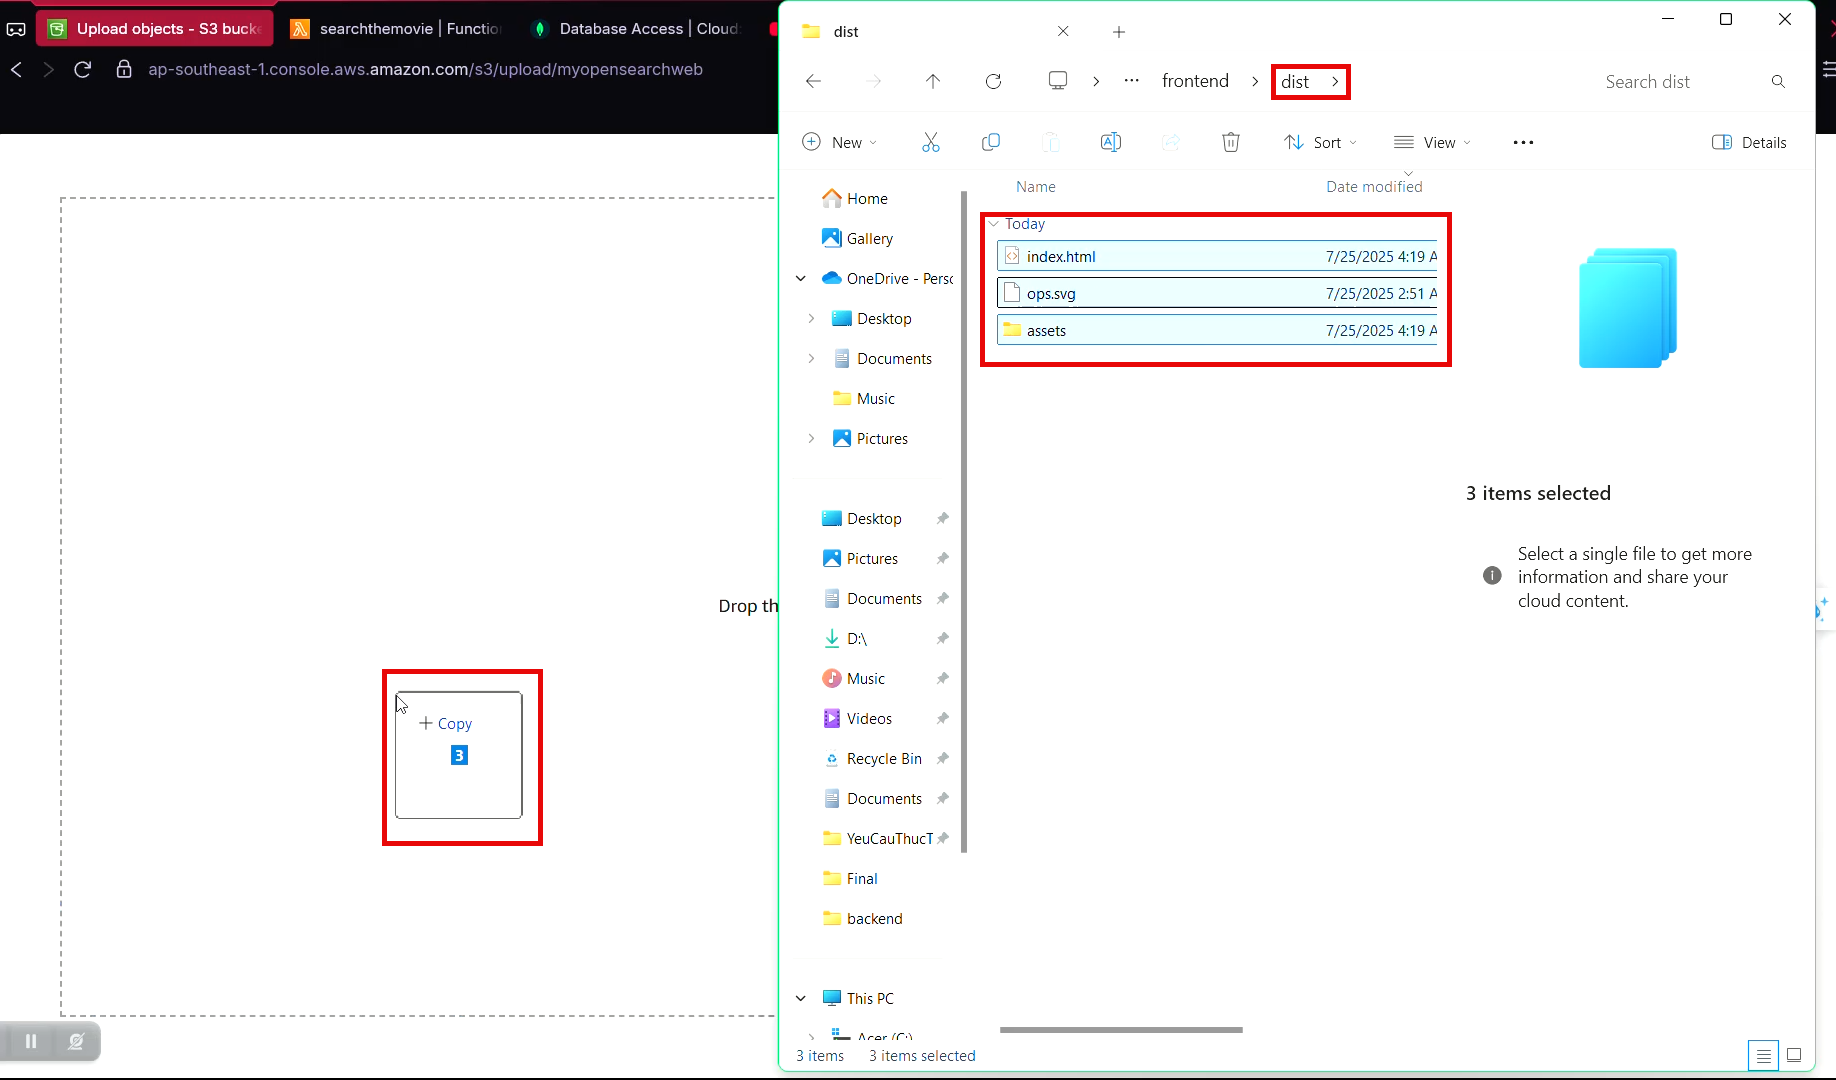 Upload objects - S3 bucke
searchthemovie | Functio
Database Access | Cloud
ap-southeast-1.console.aws.amazon.com/s3/upload/myopensearchweb
Drop th
+ Copy
3
dist
frontend
dist
Search dist
New
Sort
View
Details
Home
Gallery
OneDrive - Perso
Desktop
Documents
Music
Pictures
Desktop
Pictures
Documents
D:\
Music
Videos
Recycle Bin
Documents
YeuCauThucT
Final
backend
This PC
Acer (C:)
Name
Date modified
Today
index.html 7/25/2025 4:19 A
ops.svg 7/25/2025 2:51 A
assets 7/25/2025 4:19 A
3 items selected
Select a single file to get more
information and share your
cloud content.
3 items
3 items selected